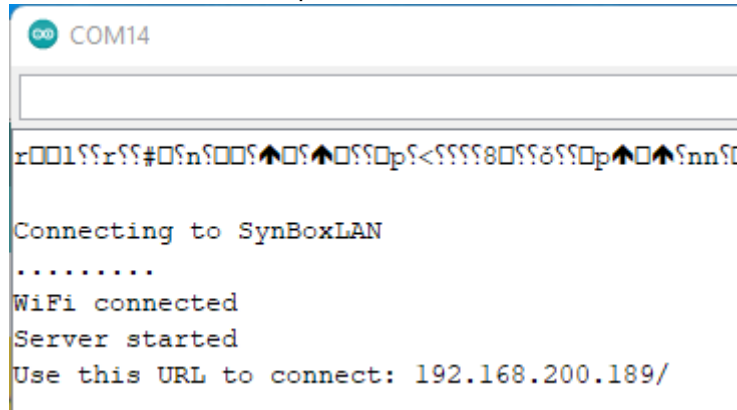 COM14
Connecting to SynBoxLAN
.........
WiFi connected
Server started
Use this URL to connect: 192.168.200.189/